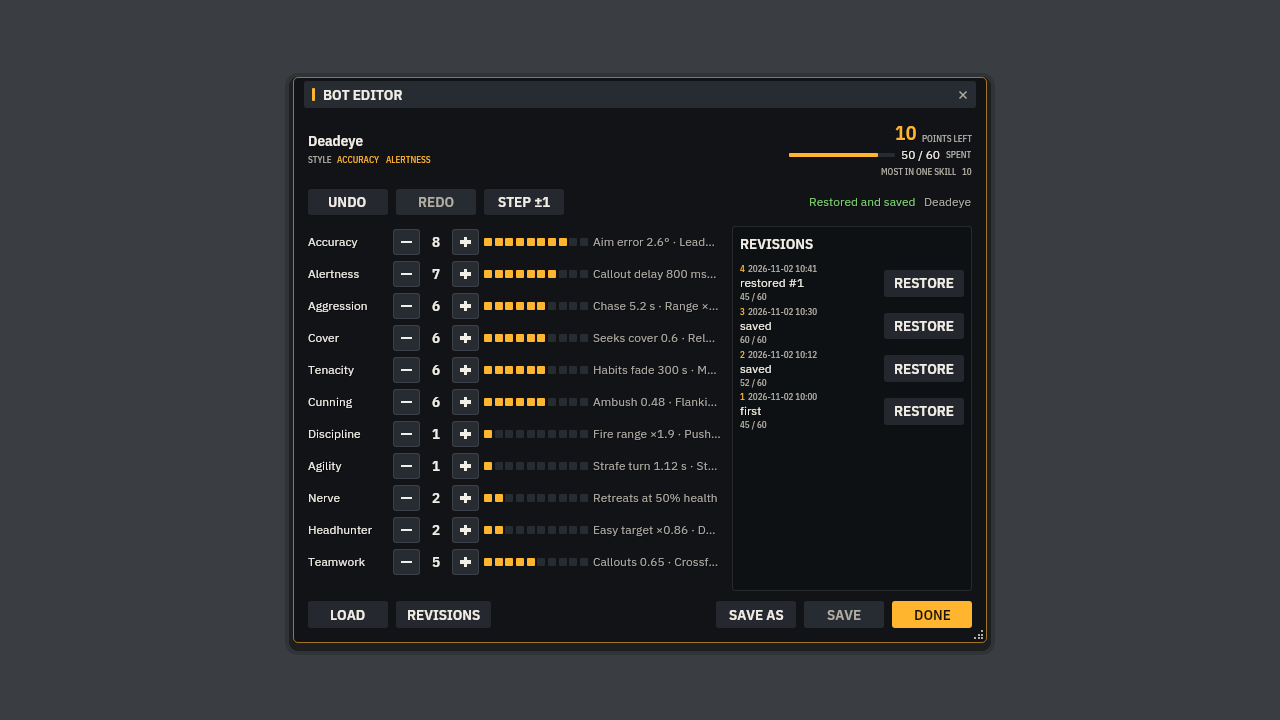 BOT EDITOR ×
Deadeye
STYLE ACCURACY ALERTNESS
10 POINTS LEFT
50 / 60 SPENT
MOST IN ONE SKILL 10
UNDO REDO STEP ±1
Restored and saved Deadeye
Accuracy 8 Aim error 2.6° · Lead...
Alertness 7 Callout delay 800 ms...
Aggression 6 Chase 5.2 s · Range ×...
Cover 6 Seeks cover 0.6 · Rel...
Tenacity 6 Habits fade 300 s · M...
Cunning 6 Ambush 0.48 · Flanki...
Discipline 1 Fire range ×1.9 · Push...
Agility 1 Strafe turn 1.12 s · St...
Nerve 2 Retreats at 50% health
Headhunter 2 Easy target ×0.86 · D...
Teamwork 5 Callouts 0.65 · Crossf...
REVISIONS
4 2026-11-02 10:41
restored #1
45 / 60
RESTORE
3 2026-11-02 10:30
saved
60 / 60
RESTORE
2 2026-11-02 10:12
saved
52 / 60
RESTORE
1 2026-11-02 10:00
first
45 / 60
RESTORE
LOAD REVISIONS SAVE AS SAVE DONE